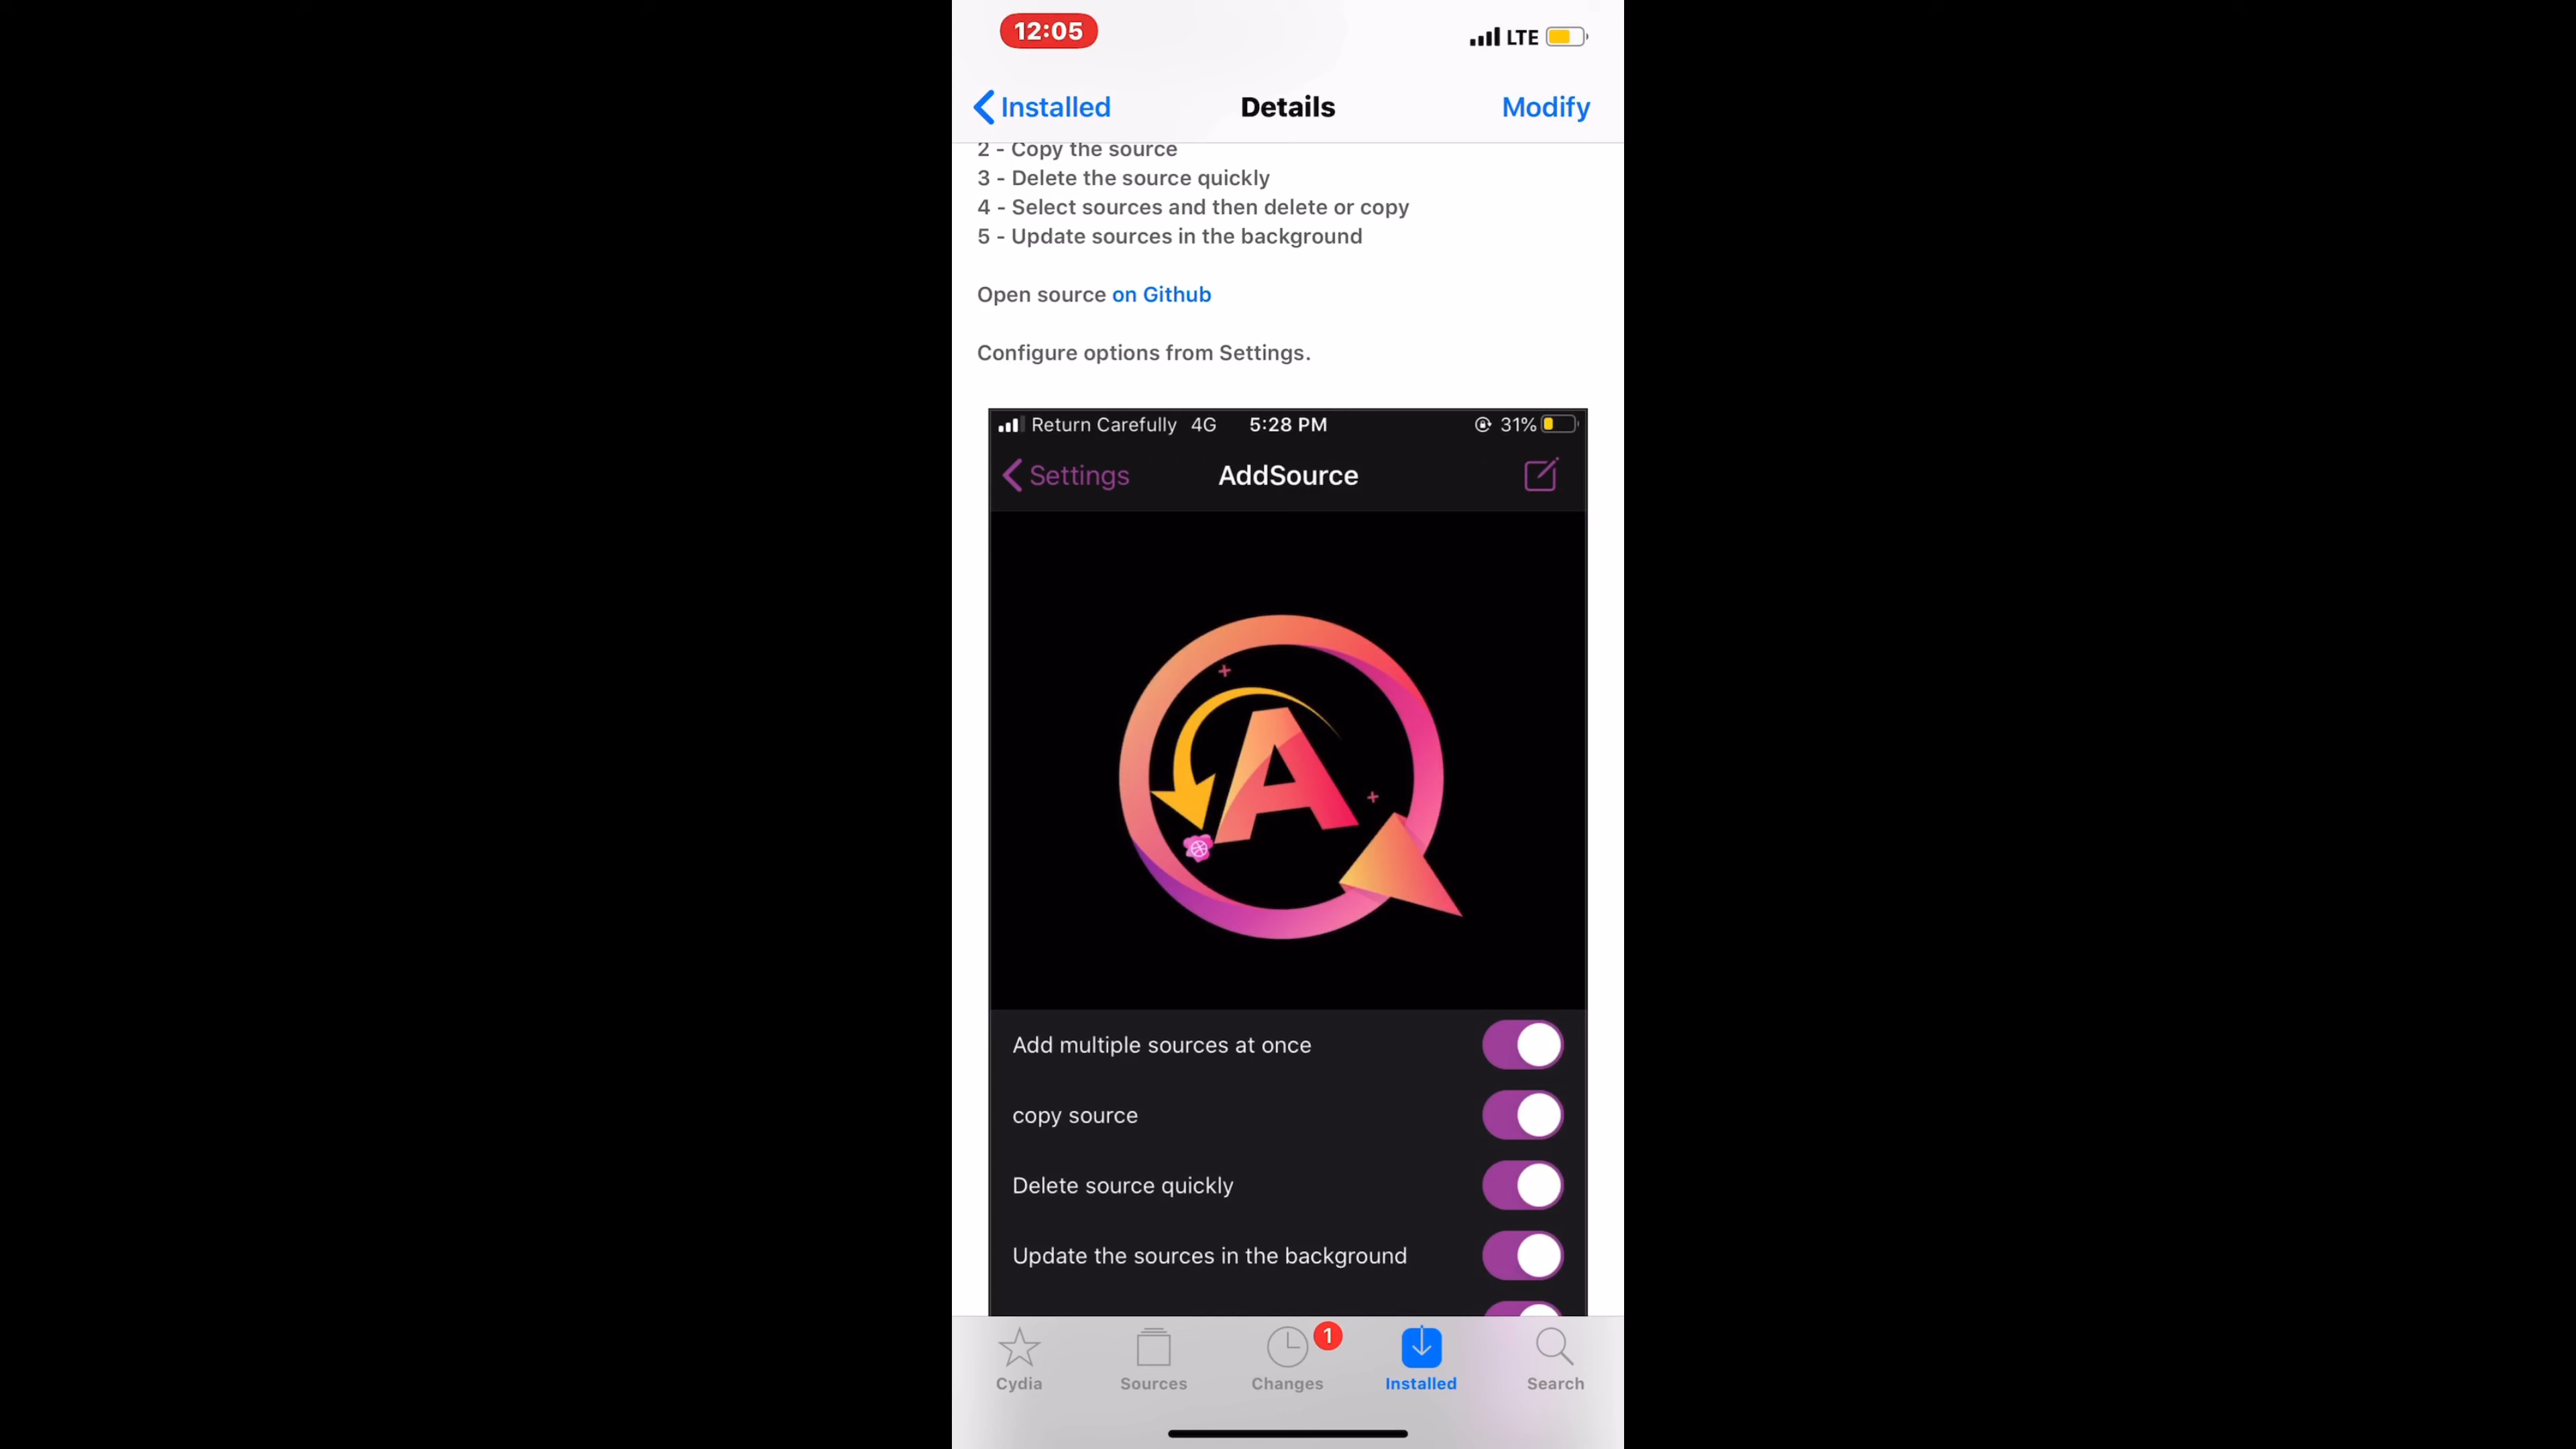 12:05
LTE
Installed
Details
Modify
2 - Copy the source
3 - Delete the source quickly
4 - Select sources and then delete or copy
5 - Update sources in the background
Open source on Github
Configure options from Settings.
Return Carefully 4G 5:28 PM 31%
Settings
AddSource
A
Add multiple sources at once
copy source
Delete source quickly
Update the sources in the background
1
Cydia
Sources
Changes
Installed
Search